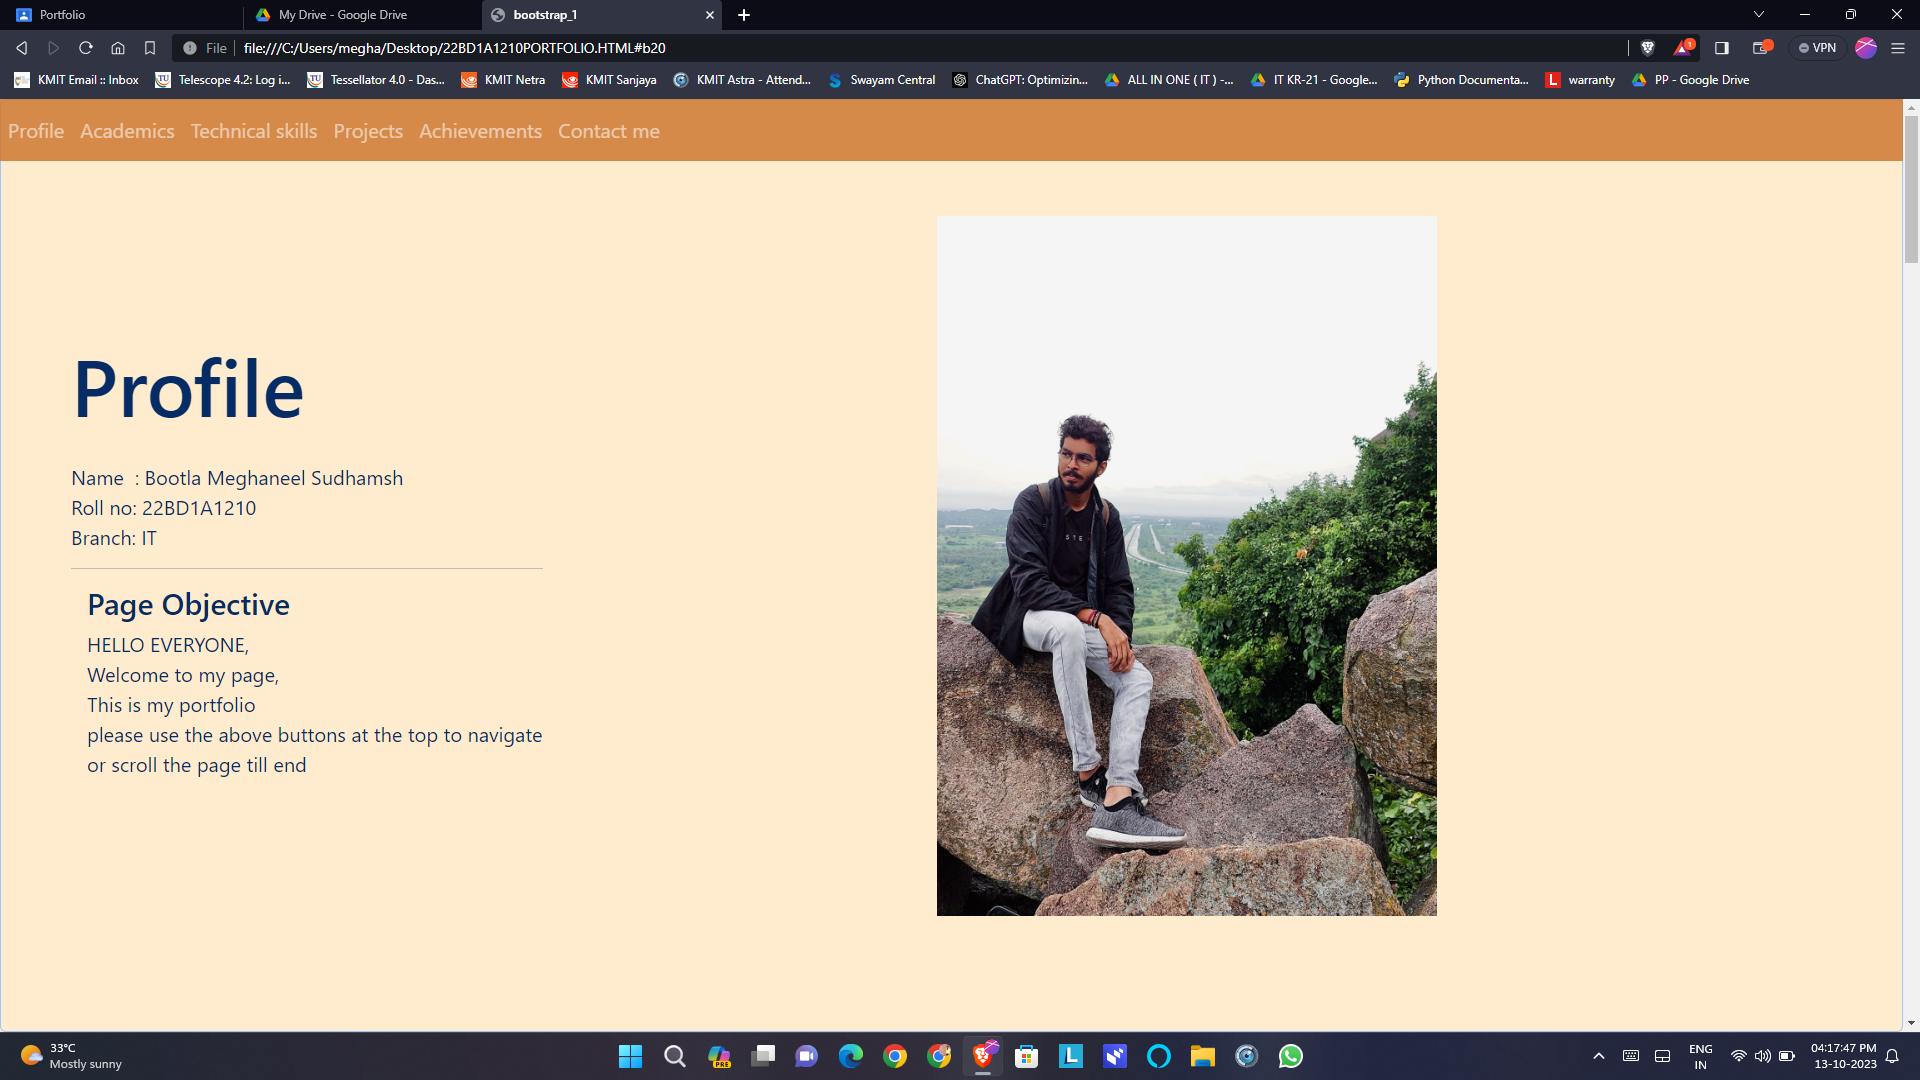 Portfolio
My Drive - Google Drive
bootstrap_1
File
file:///C:/Users/megha/Desktop/22BD1A1210PORTFOLIO.HTML#b20
1
VPN
KMIT Email :: Inbox
Telescope 4.2: Log i...
Tessellator 4.0 - Das...
KMIT Netra
KMIT Sanjaya
KMIT Astra - Attend...
Swayam Central
ChatGPT: Optimizin...
ALL IN ONE ( IT ) -...
IT KR-21 - Google...
Python Documenta...
L warranty
PP - Google Drive
Profile Academics Technical skills Projects Achievements Contact me
Profile
Name : Bootla Meghaneel Sudhamsh
Roll no: 22BD1A1210
Branch: IT
Page Objective
HELLO EVERYONE,
Welcome to my page,
This is my portfolio
please use the above buttons at the top to navigate
or scroll the page till end
33°C
Mostly sunny
PRE
L
ENG
IN
04:17:47 PM
13-10-2023